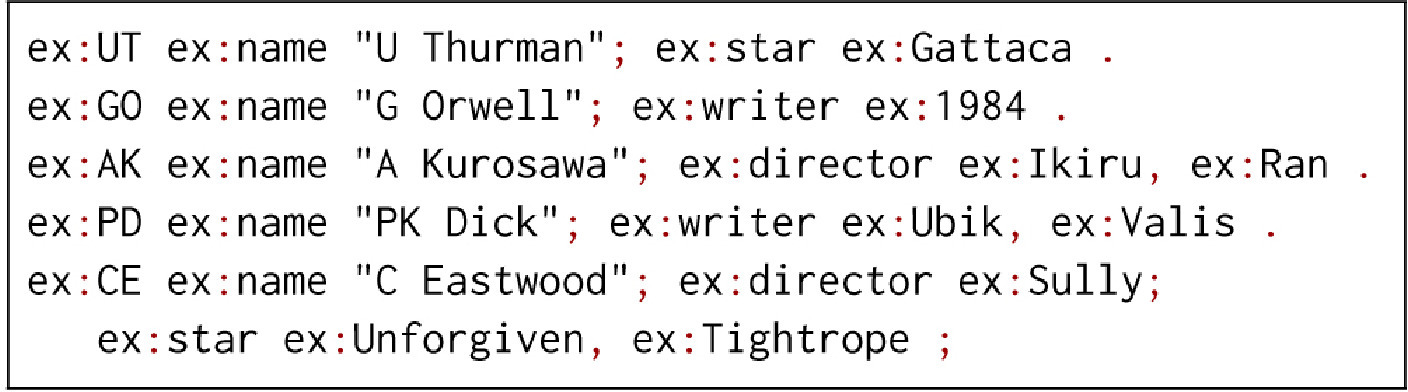 ex:UT ex:name "U Thurman"; ex:star ex:Gattaca .
ex:GO ex:name "G Orwell"; ex:writer ex:1984 .
ex:AK ex:name "A Kurosawa"; ex:director ex:Ikiru, ex:Ran .
ex:PD ex:name "PK Dick"; ex:writer ex:Ubik, ex:Valis .
ex:CE ex:name "C Eastwood"; ex:director ex:Sully;
ex:star ex:Unforgiven, ex:Tightrope ;